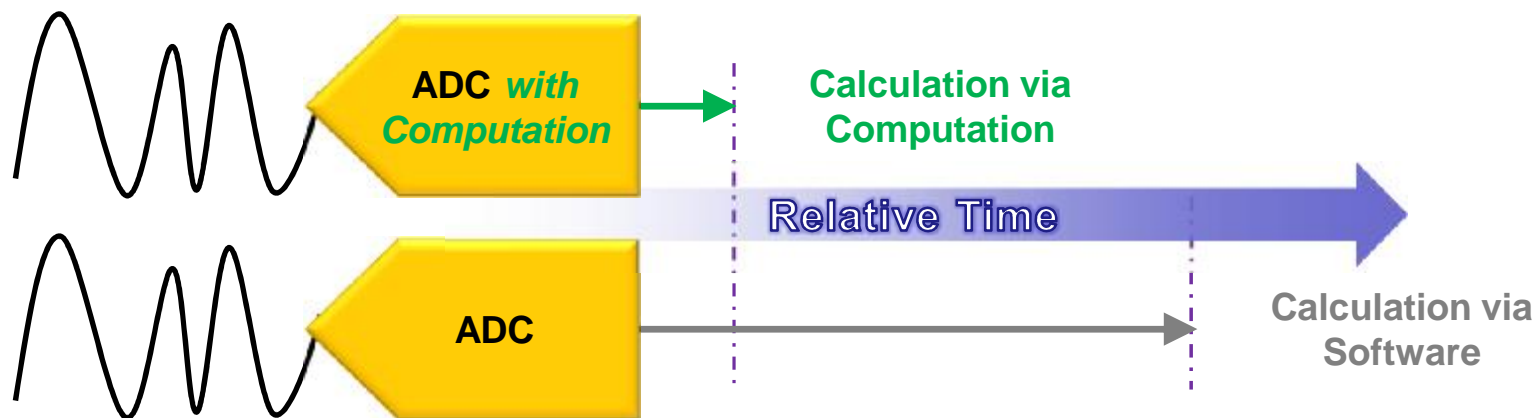 ADC with
Computation
Calculation via
Computation
Relative Time
ADC
Calculation via
Software